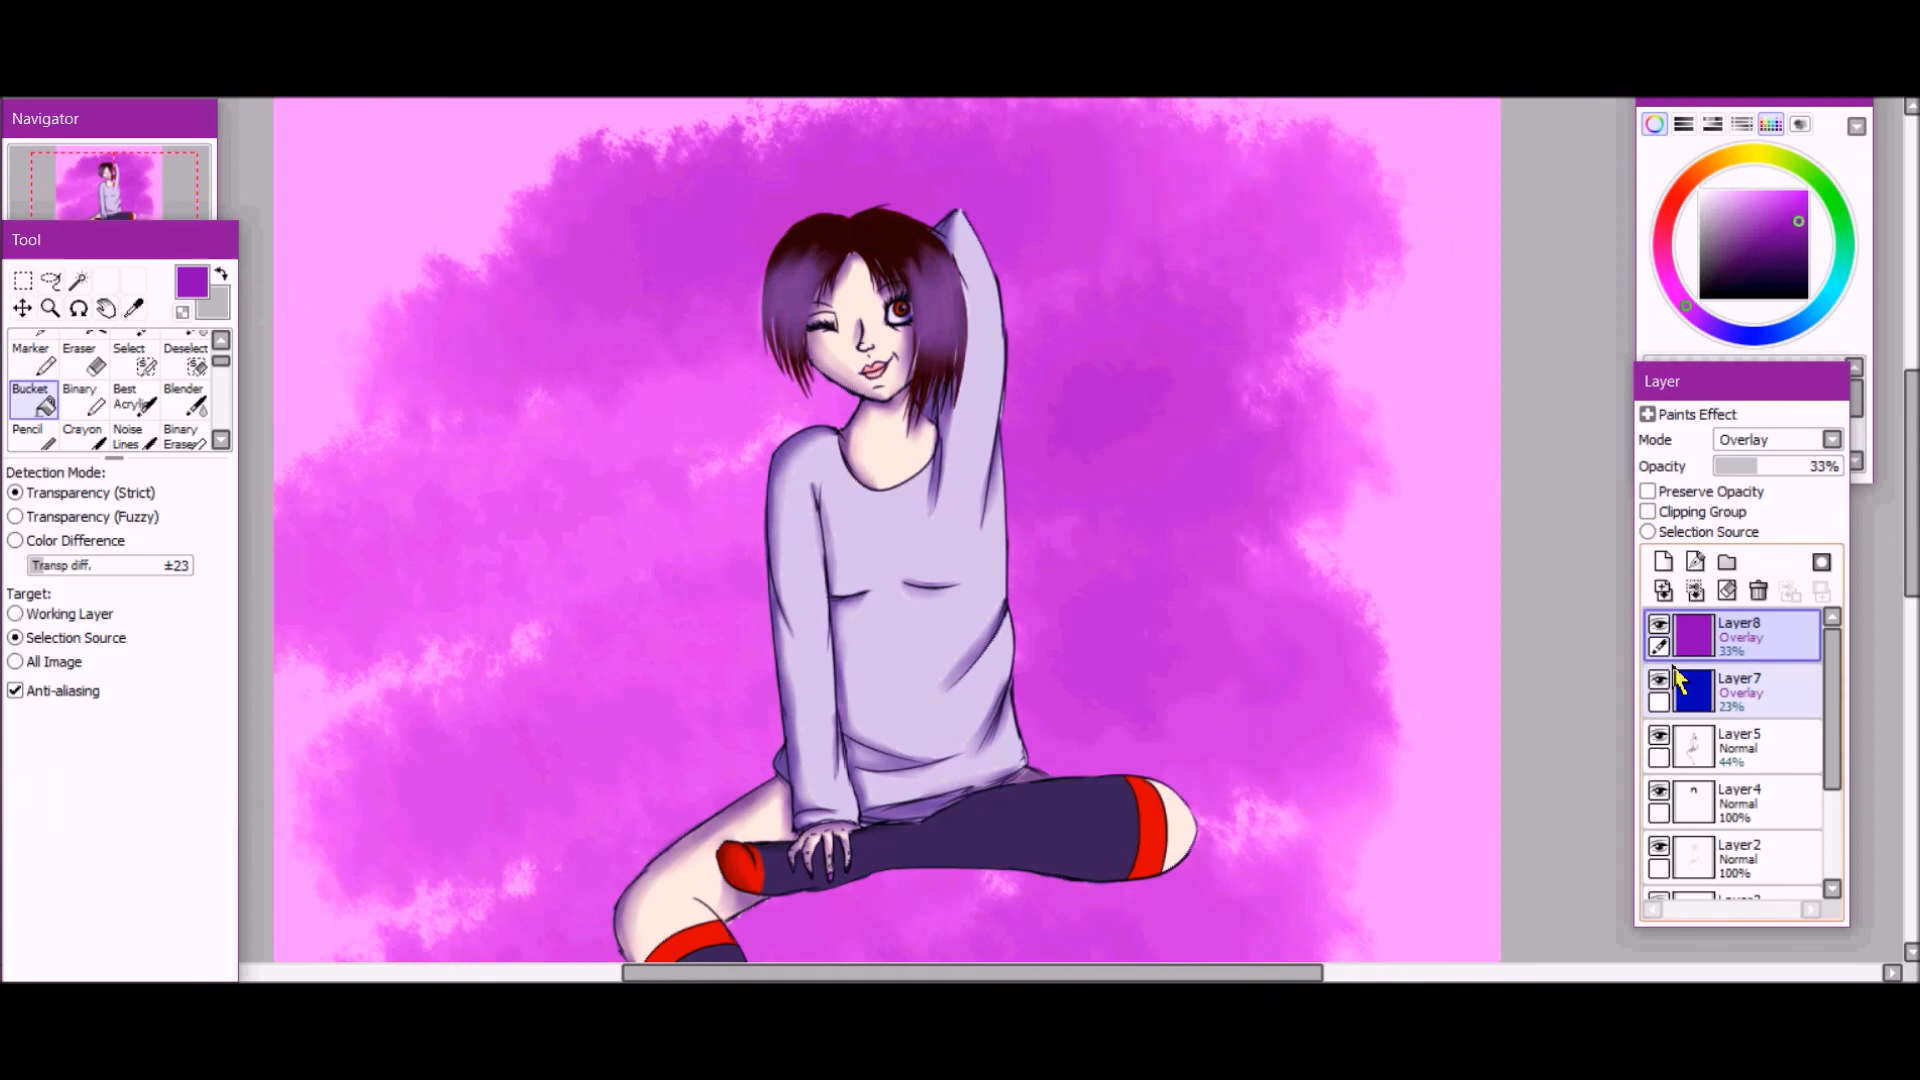 Navigator
Tool
Marker Eraser Select Deselect
Bucket Binary Best Acrylic Blender
Pencil Crayon Noise Lines Binary Eraser
Detection Mode:
Transparency (Strict)
Transparency (Fuzzy)
Color Difference
Transp diff. ±23
Target:
Working Layer
Selection Source
All Image
Anti-aliasing
Layer
Paints Effect
Mode Overlay
Opacity 33%
Preserve Opacity
Clipping Group
Selection Source
Layer8
Overlay
33%
Layer7
Overlay
23%
Layer5
Normal
44%
Layer4
Normal
100%
Layer2
Normal
100%